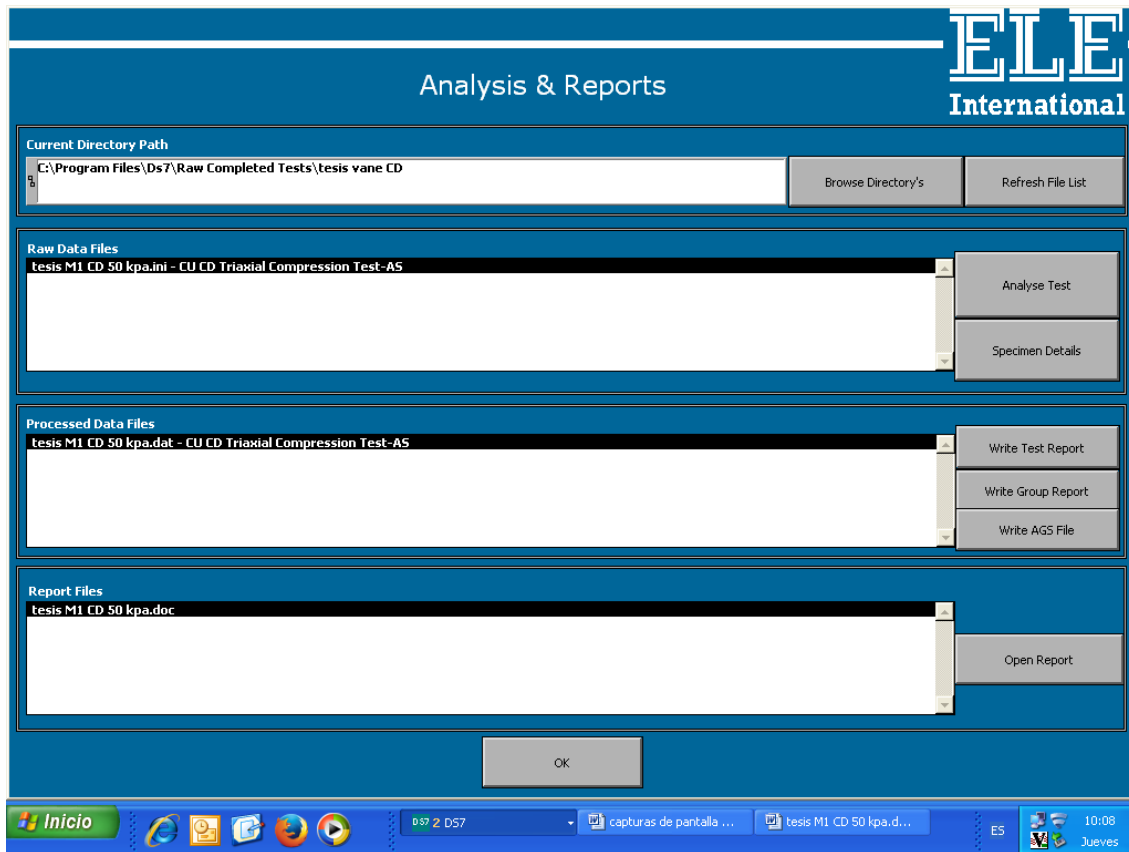 ELE
International
Analysis & Reports
Current Directory Path
C:\Program Files\Ds7\Raw Completed Tests\tesis vane CD
Browse Directory's
Refresh File List
Raw Data Files
tesis M1 CD 50 kpa.ini - CU CD Triaxial Compression Test-AS
Analyse Test
Specimen Details
Processed Data Files
tesis M1 CD 50 kpa.dat - CU CD Triaxial Compression Test-AS
Write Test Report
Write Group Report
Write AGS File
Report Files
tesis M1 CD 50 kpa.doc
Open Report
OK
Inicio
DS7 2 DS7
capturas de pantalla ...
tesis M1 CD 50 kpa.d...
ES
10:08
Jueves